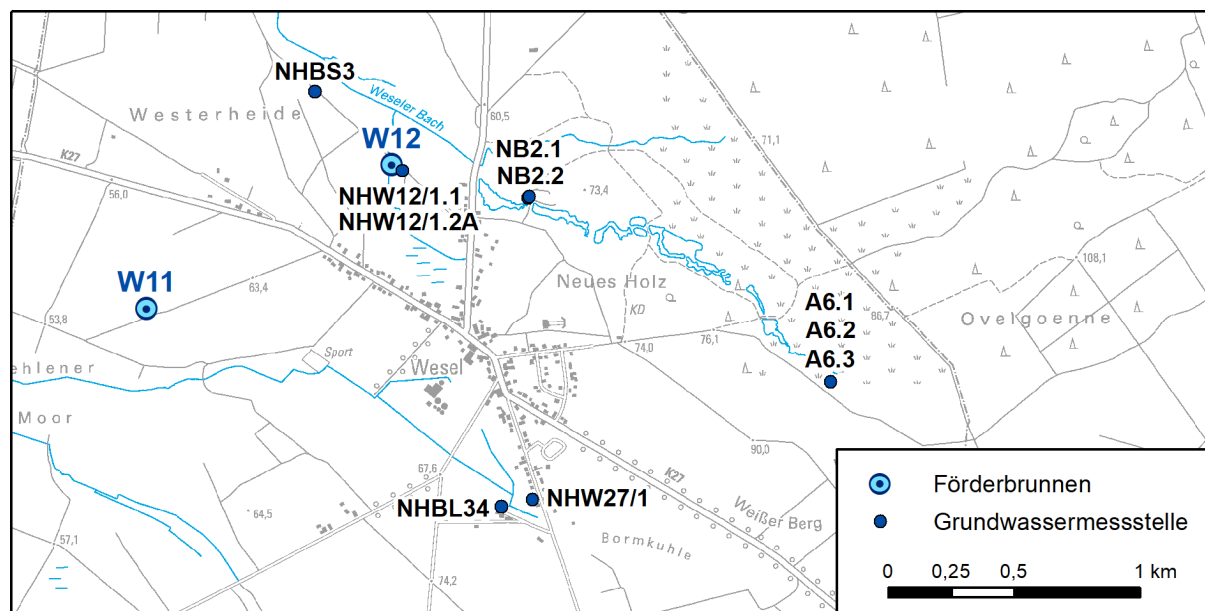 NHBS3
Weseler Bach
Westerheide
60,5
71,1
W12
NB2.1
NB2.2
K27
56,0
73,4
NHW12/1.1
NHW12/1.2A
W11
63,4
Neues Holz
108,1
53,8
KD
A6.1
A6.2
A6.3
86,7
Ovelgoenne
Sport
74,0
76,1
ehlener
Wesel
Moor
67,6
90,0
K27
NHBL34
NHW27/1
Weißer Berg
64,5
57,1
Bormkuhle
74,2
Förderbrunnen
Grundwassermessstelle
0 0,25 0,5 1 km